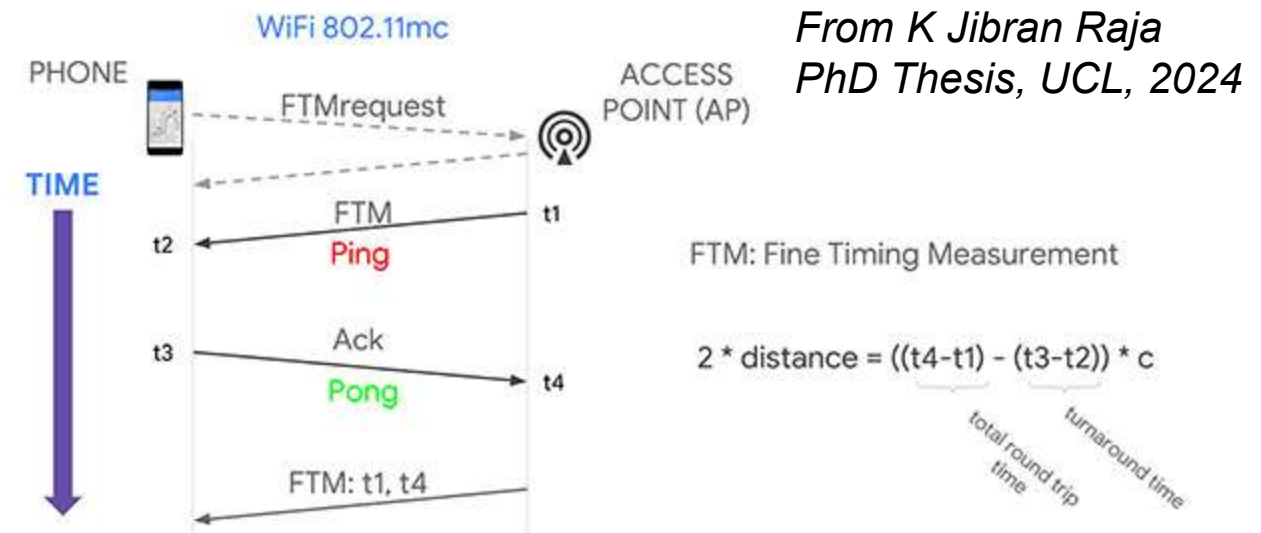 WiFi 802.11mc
From K Jibran Raja
PhD Thesis, UCL, 2024
PHONE
ACCESS
POINT (AP)
FTMrequest
TIME
FTM
t1
t2
Ping
FTM: Fine Timing Measurement
Ack
t3
2 * distance = ((t4-t1) - (t3-t2)) * c
t4
Pong
total round trip
time
turnaround time
FTM: t1, t4